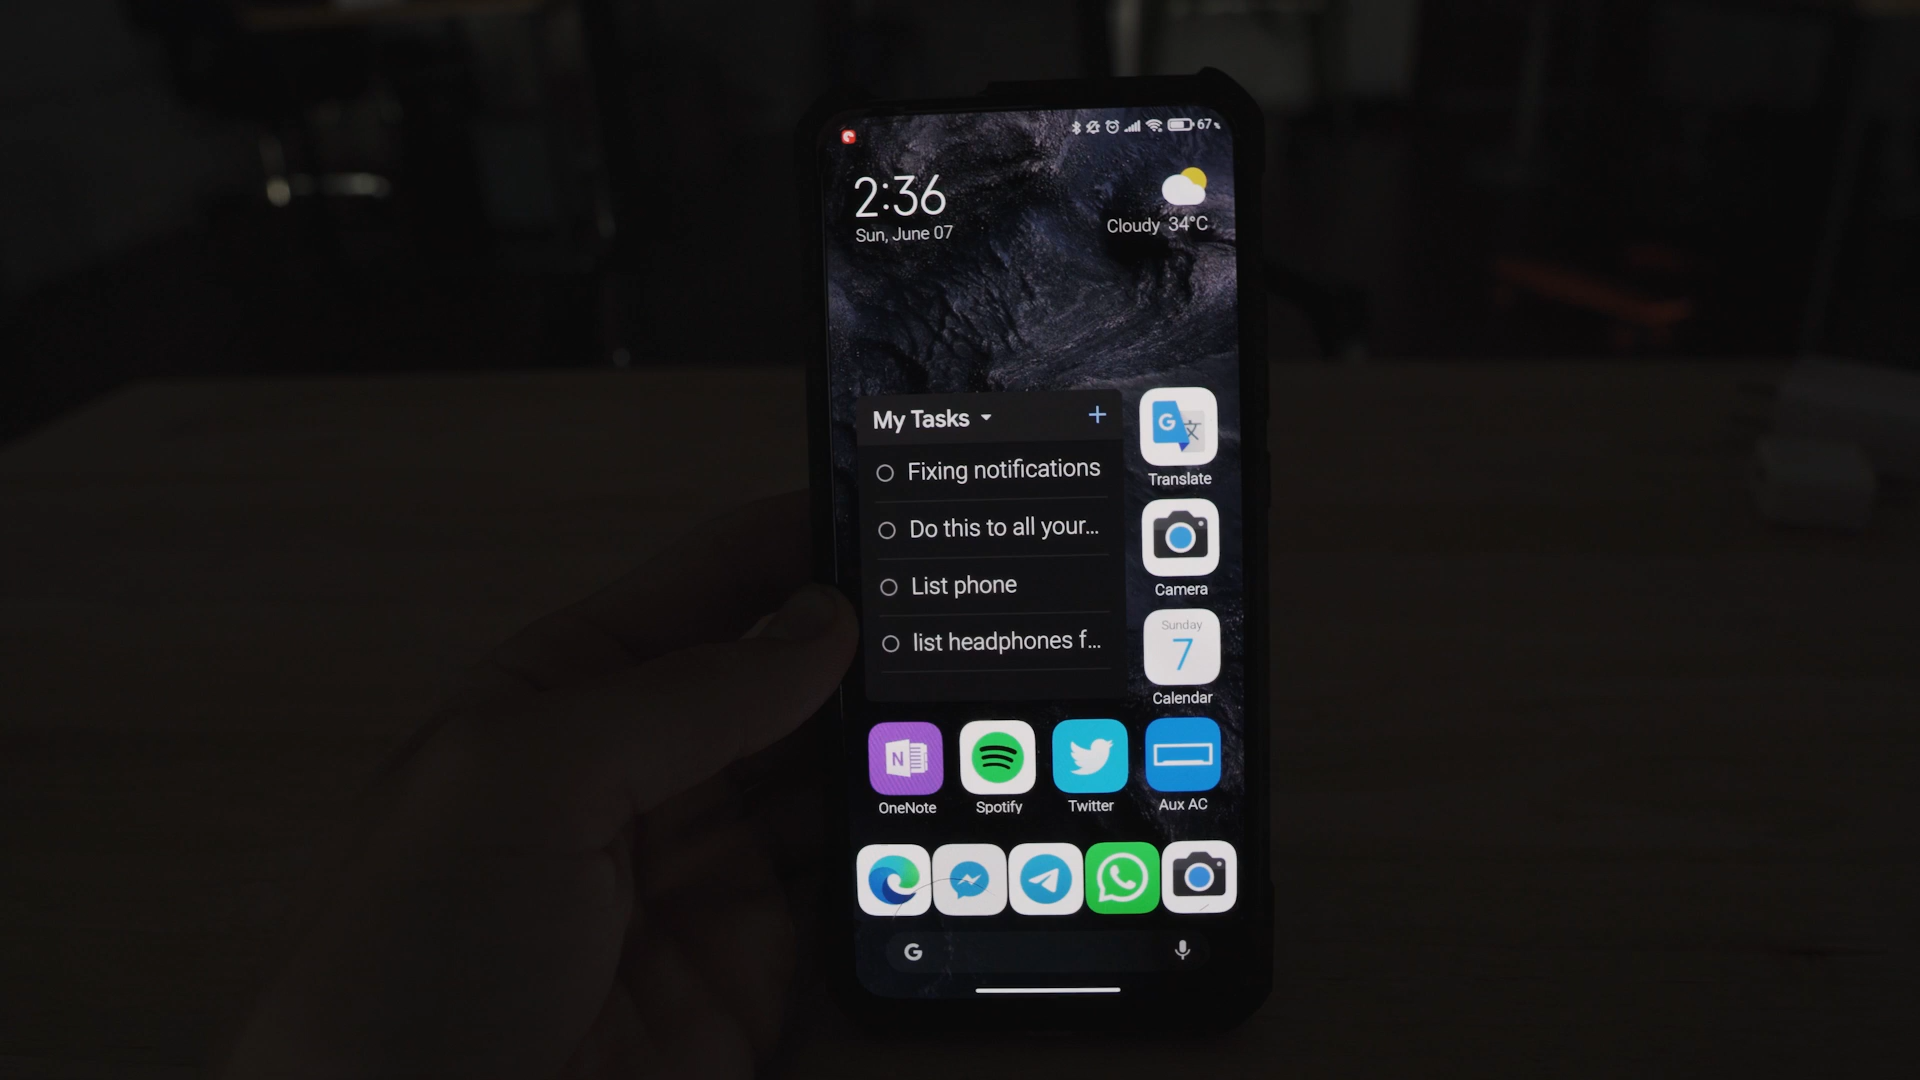 67%
2:36
Sun, June 07
Cloudy 34°C
My Tasks
+
Fixing notifications
Do this to all your...
List phone
list headphones f...
G 文
Translate
Camera
Sunday
7
Calendar
N
OneNote
Spotify
Twitter
Aux AC
G